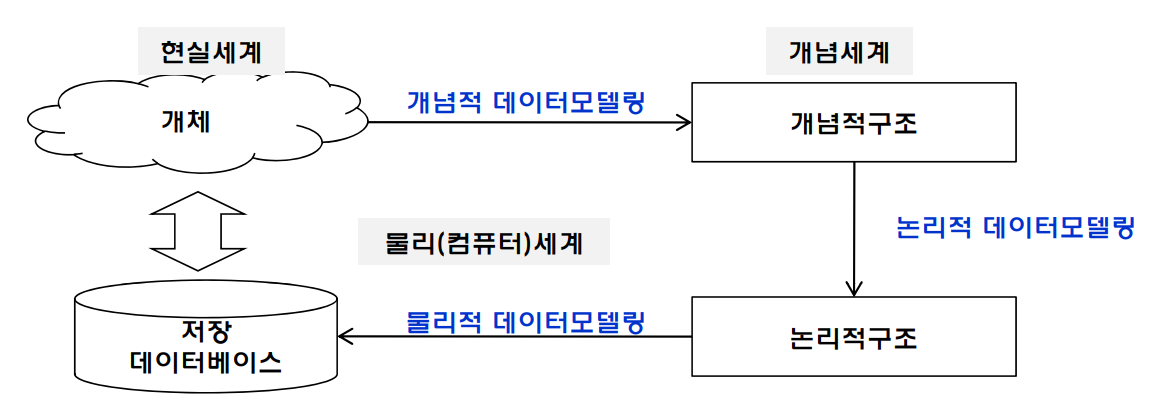 현실세계
개념세계
개체
개념적 데이터모델링
개념적구조
논리적 데이터모델링
물리(컴퓨터)세계
저장
데이터베이스
물리적 데이터모델링
논리적구조